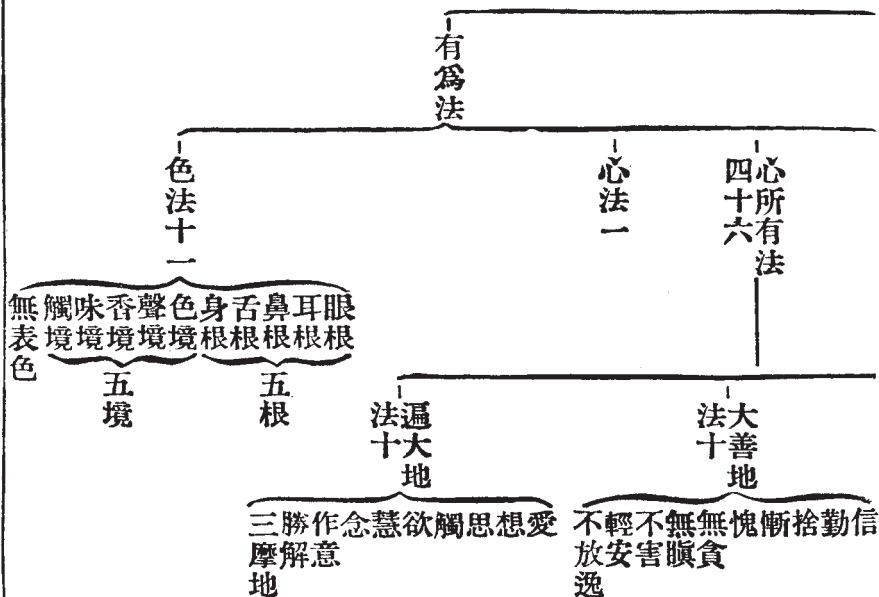 有爲法
心所有法
四十六
心法一
色法十一
眼根
耳根
鼻根
舌根
身根
色境
聲境
香境
味境
觸境
無表色
五根
五境
大善地
法十
遍大地
法十
信
勤
捨
慚
愧
無貪
無瞋
不害
輕安
不放逸
愛
想
思
觸
欲
慧
念
作意
勝解
三摩地